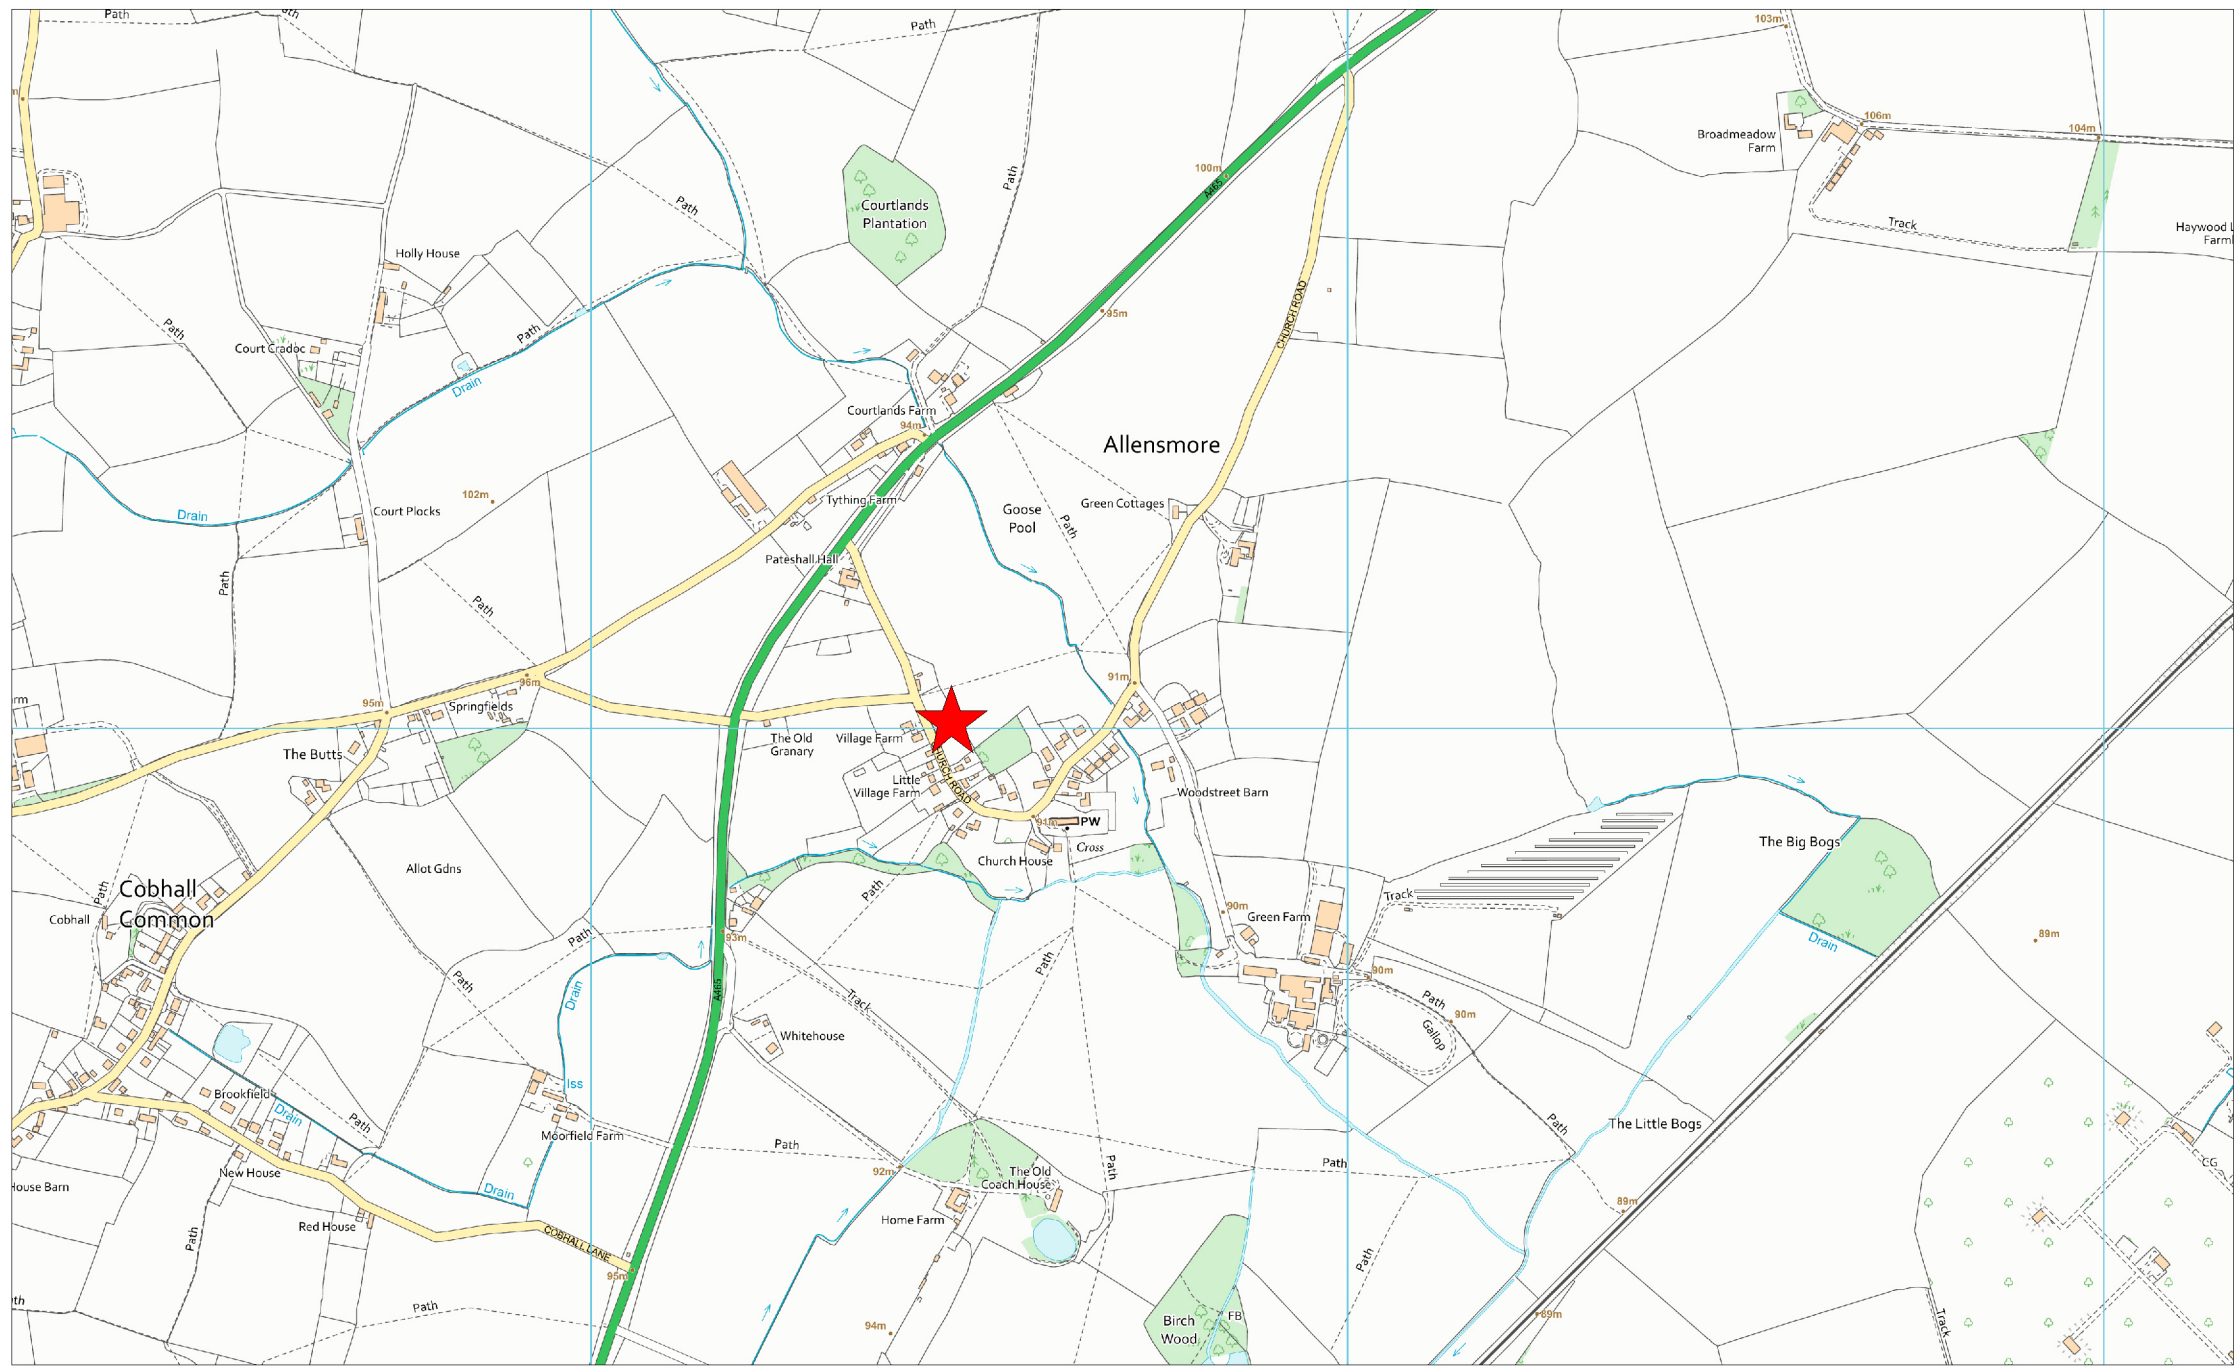 Path
Path
103m
Broadmeadow
Farm
106m
104m
Path
Path
100m
A465
Courtlands
Plantation
Track
Holly House
CHURCH ROAD
95m
Path
Path
Court Cradoc
Drain
Courtlands Farm
94m
Allensmore
102m
Tything Farm
Green Cottages
Court Plocks
Drain
Goose
Pool
Path
Pateshall Hall
Path
Path
96m
91m
95m
Springfields
The Butts
The Old
Granary
Village Farm
Little
Village Farm
Woodstreet Barn
91m
PW
Cross
Church House
The Big Bogs
Allot Gdns
Cobhall
Common
Cobhall
Path
Path
Path
Track
90m
Green Farm
93m
Drain
89m
Path
Path
90m
Drain
A465
Track
Path
90m
Gallop
Whitehouse
Iss
Brookfield
Drain
Path
Moorfield Farm
Path
Path
The Little Bogs
New House
92m
The Old
Coach House
Path
Path
CG
House Barn
Drain
Home Farm
89m
Red House
COBHALL LANE
Path
Path
95m
Path
94m
Birch
Wood
FB
89m
Track